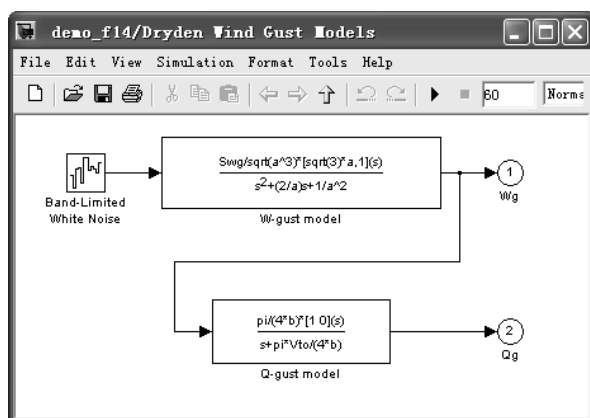 demo_f14/Dryden Wind Gust Models
File Edit View Simulation Format Tools Help
60 Norma
Swg/sqrt(a^3)*[sqrt(3)*a,1](s)
s2+(2/a)s+1/a^2
Band-Limited
White Noise
W-gust model
1
Wg
pi/(4*b)*[1 0](s)
s+pi*Vto/(4*b)
Q-gust model
2
Qg